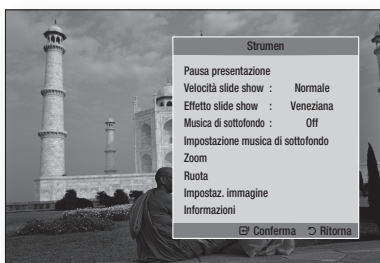 Strumen
Pausa presentazione
Velocità slide show : Normale
Effetto slide show : Veneziana
Musica di sottofondo : Off
Impostazione musica di sottofondo
Zoom
Ruota
Impostaz. immagine
Informazioni
Conferma Ritorna